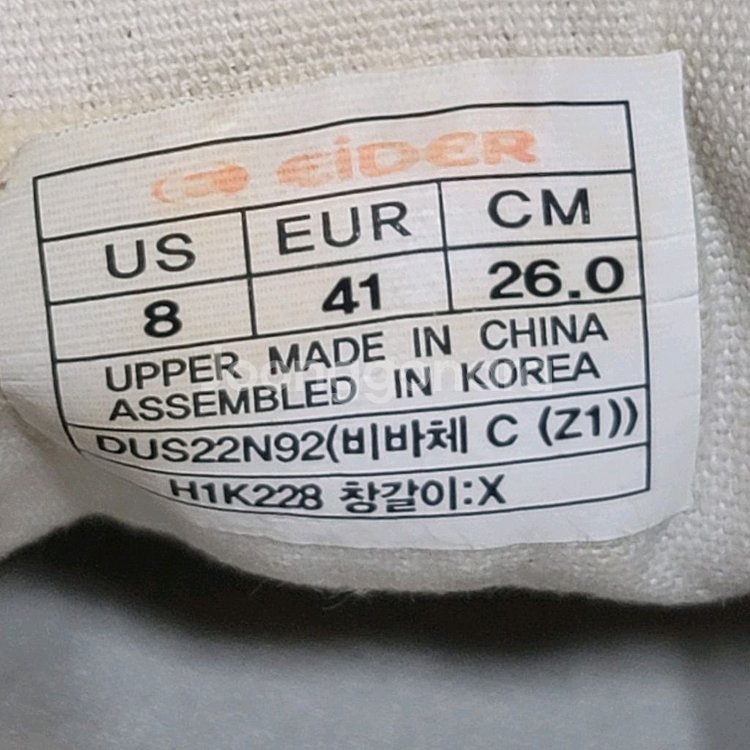 EiDER
US EUR CM
8 41 26.0
UPPER MADE IN CHINA
ASSEMBLED IN KOREA
DUS22N92(비바체 C (Z1))
H1K228 창갈이:X